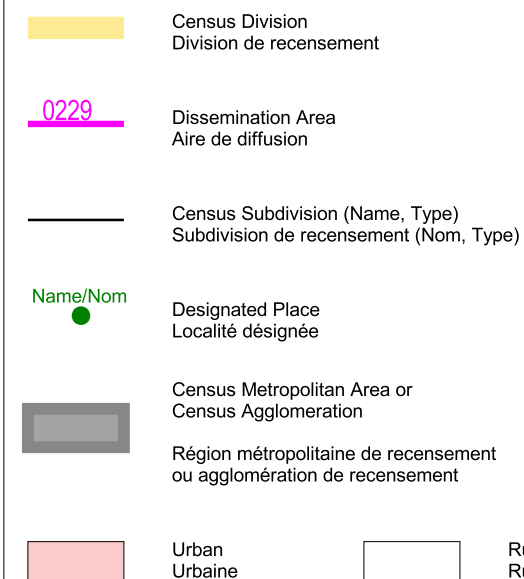 Census Division
Division de recensement
0229
Dissemination Area
Aire de diffusion
Census Subdivision (Name, Type)
Subdivision de recensement (Nom, Type)
Name/Nom
Designated Place
Localité désignée
Census Metropolitan Area or
Census Agglomeration
Région métropolitaine de recensement
ou agglomération de recensement
Urban
Urbaine